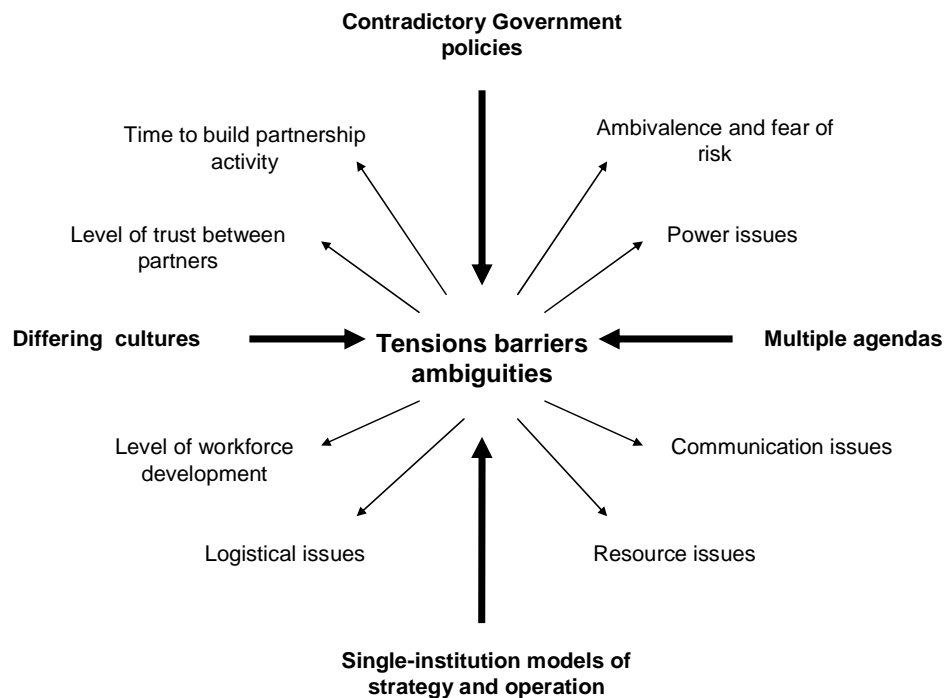 Contradictory Government
policies
Time to build partnership
activity
Ambivalence and fear of
risk
Level of trust between
partners
Power issues
Differing cultures
Tensions barriers
ambiguities
Multiple agendas
Level of workforce
development
Communication issues
Logistical issues
Resource issues
Single-institution models of
strategy and operation